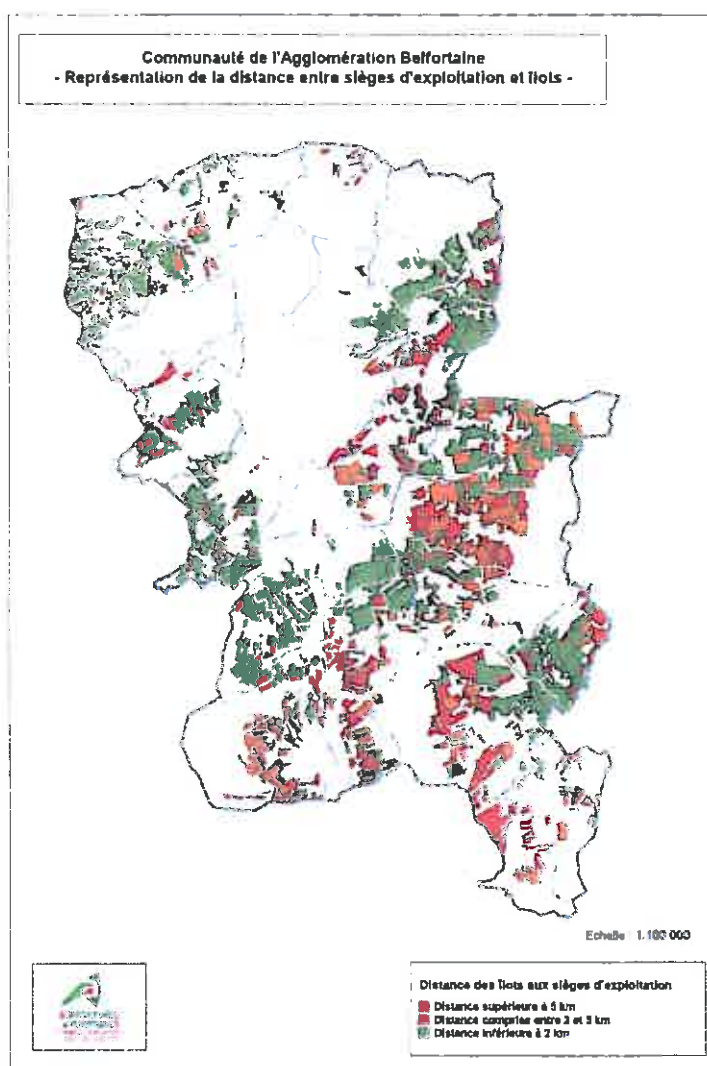 Communauté de l'Agglomération Belfortaine
- Représentation de la distance entre sièges d'exploitation et îlots -
Echelle 1.100 000
Distance des îlots aux sièges d'exploitation
Distance supérieure à 5 km
Distance comprise entre 2 et 5 km
Distance inférieure à 2 km